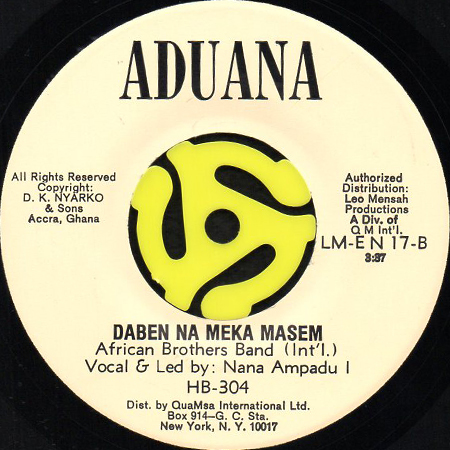 ADUANA
All Rights Reserved
Copyright:
D. K. NYARKO
& Sons
Accra, Ghana
Authorized
Distribution:
Leo Mensah
Productions
A Div. of
Q M Int'l.
LM-E N 17-B
3:37
DABEN NA MEKA MASEM
African Brothers Band (Int'l.)
Vocal & Led by: Nana Ampadu I
HB-304
Dist. by QuaMsa International Ltd.
Box 914-G. C. Sta.
New York, N. Y. 10017